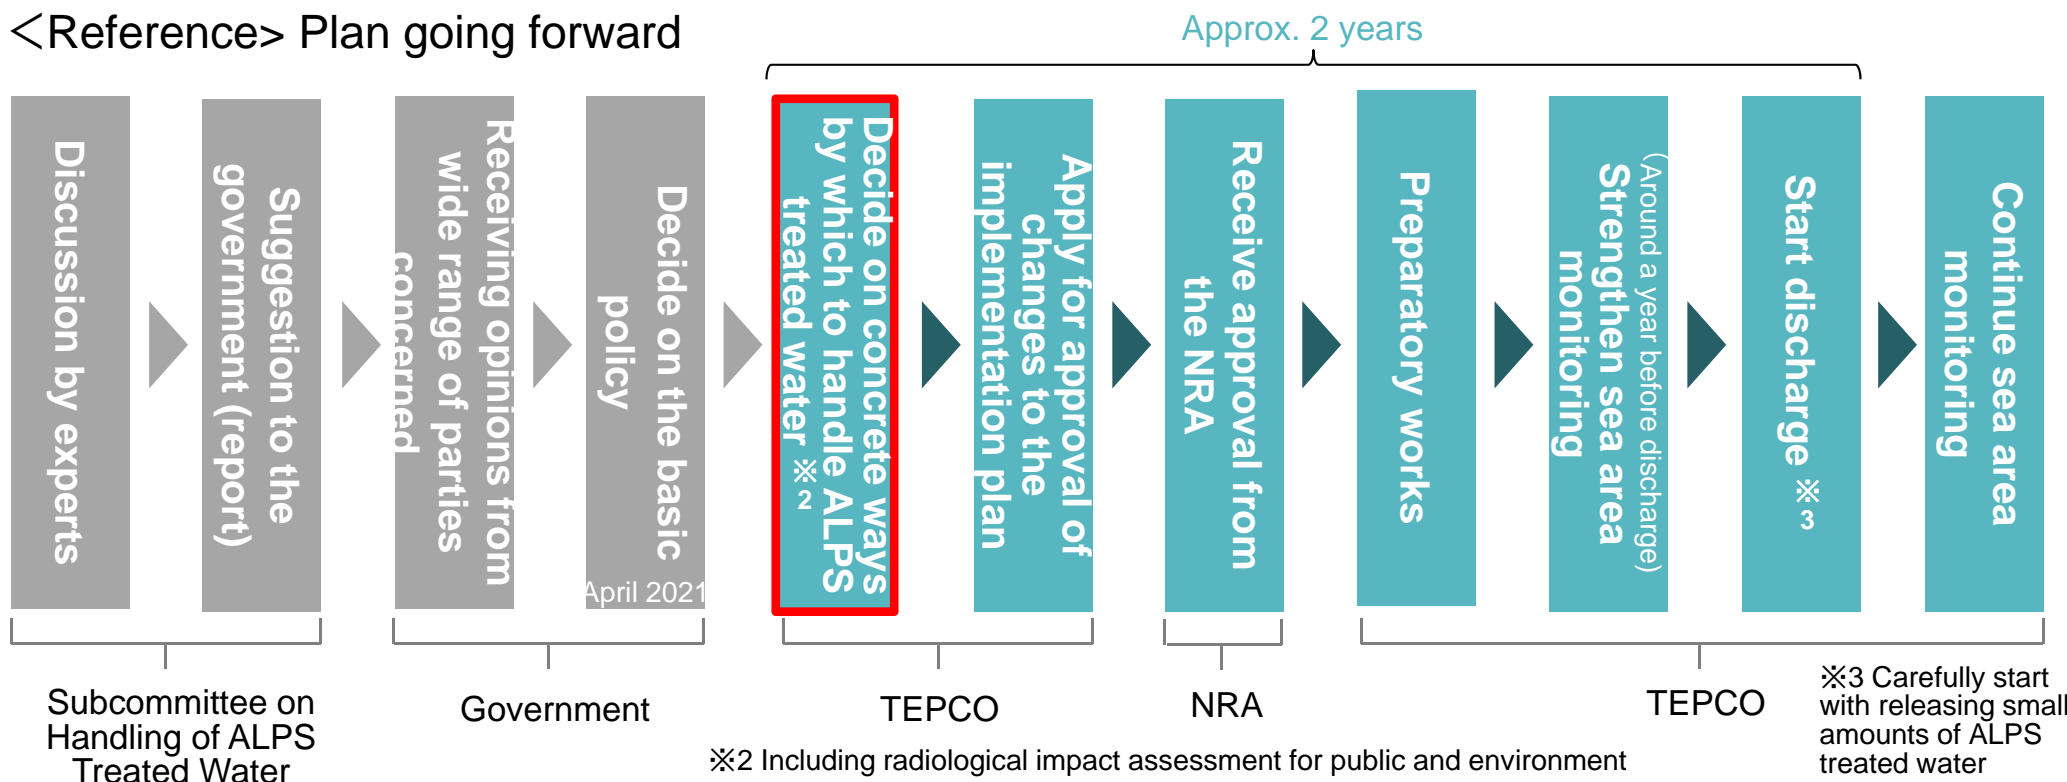 ＜Reference> Plan going forward
Approx. 2 years
Discussion by experts
Suggestion to the
government (report)
Receiving opinions from
wide range of parties
concerned
Decide on the basic
policy
April 2021
Decide on concrete ways
by which to handle ALPS
treated water ※2
Apply for approval of
changes to the
implementation plan
Receive approval from
the NRA
Preparatory works
(Around a year before discharge)
Strengthen sea area
monitoring
Start discharge ※3
Continue sea area
monitoring
Subcommittee on
Handling of ALPS
Treated Water
Government
TEPCO
NRA
TEPCO
※3 Carefully start
with releasing small
amounts of ALPS
treated water
※2 Including radiological impact assessment for public and environment